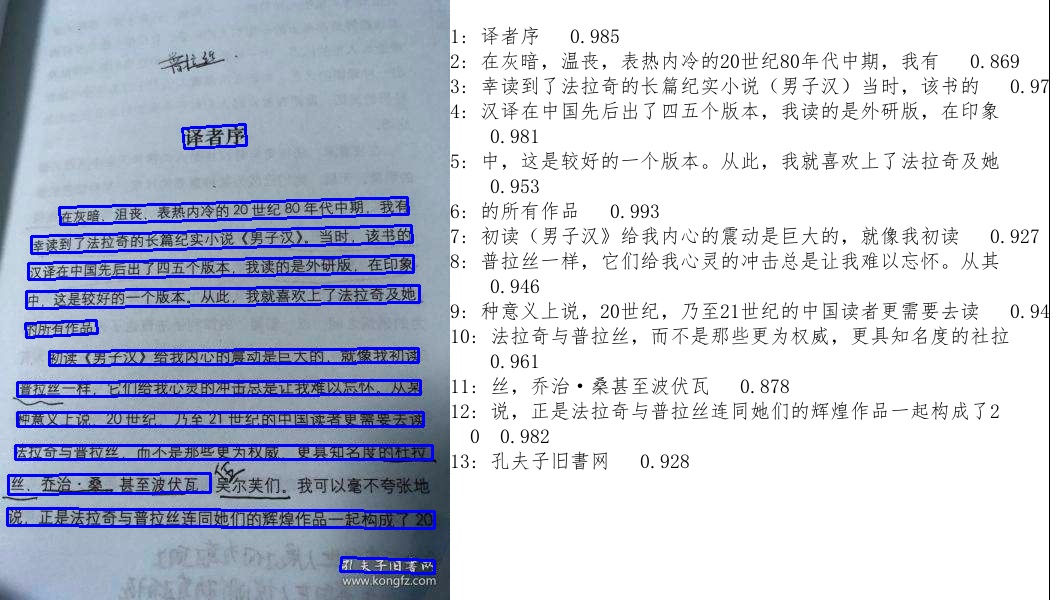 普拉丝
译者序
在灰暗、沮丧、表热内冷的 20 世纪 80 年代中期，我有
幸读到了法拉奇的长篇纪实小说《男子汉》。当时，该书的
汉译在中国先后出了四五个版本，我读的是外研版，在印象
中，这是较好的一个版本。从此，我就喜欢上了法拉奇及她
的所有作品
初读《男子汉》给我内心的震动是巨大的，就像我初读
普拉丝一样，它们给我心灵的冲击总是让我难以忘怀。从某
种意义上说，20 世纪，乃至 21 世纪的中国读者更需要去读
法拉奇与普拉丝，而不是那些更为权威，更具知名度的杜拉
丝，乔治·桑，甚至波伏瓦，吴尔芙们。我可以毫不夸张地
说，正是法拉奇与普拉丝连同她们的辉煌作品一起构成了 20
孔夫子旧書网
www.kongfz.com
1: 译者序 0.985
2: 在灰暗，温丧，表热内冷的20世纪80年代中期，我有 0.869
3: 幸读到了法拉奇的长篇纪实小说（男子汉）当时，该书的 0.97
4: 汉译在中国先后出了四五个版本，我读的是外研版，在印象
0.981
5: 中，这是较好的一个版本。从此，我就喜欢上了法拉奇及她
0.953
6: 的所有作品 0.993
7: 初读（男子汉》给我内心的震动是巨大的，就像我初读 0.927
8: 普拉丝一样，它们给我心灵的冲击总是让我难以忘怀。从其
0.946
9: 种意义上说，20世纪，乃至21世纪的中国读者更需要去读 0.94
10: 法拉奇与普拉丝，而不是那些更为权威，更具知名度的社拉
0.961
11: 丝，乔治·桑甚至波伏瓦 0.878
12: 说，正是法拉奇与普拉丝连同她们的辉煌作品一起构成了2
0 0.982
13: 孔夫子旧書网 0.928